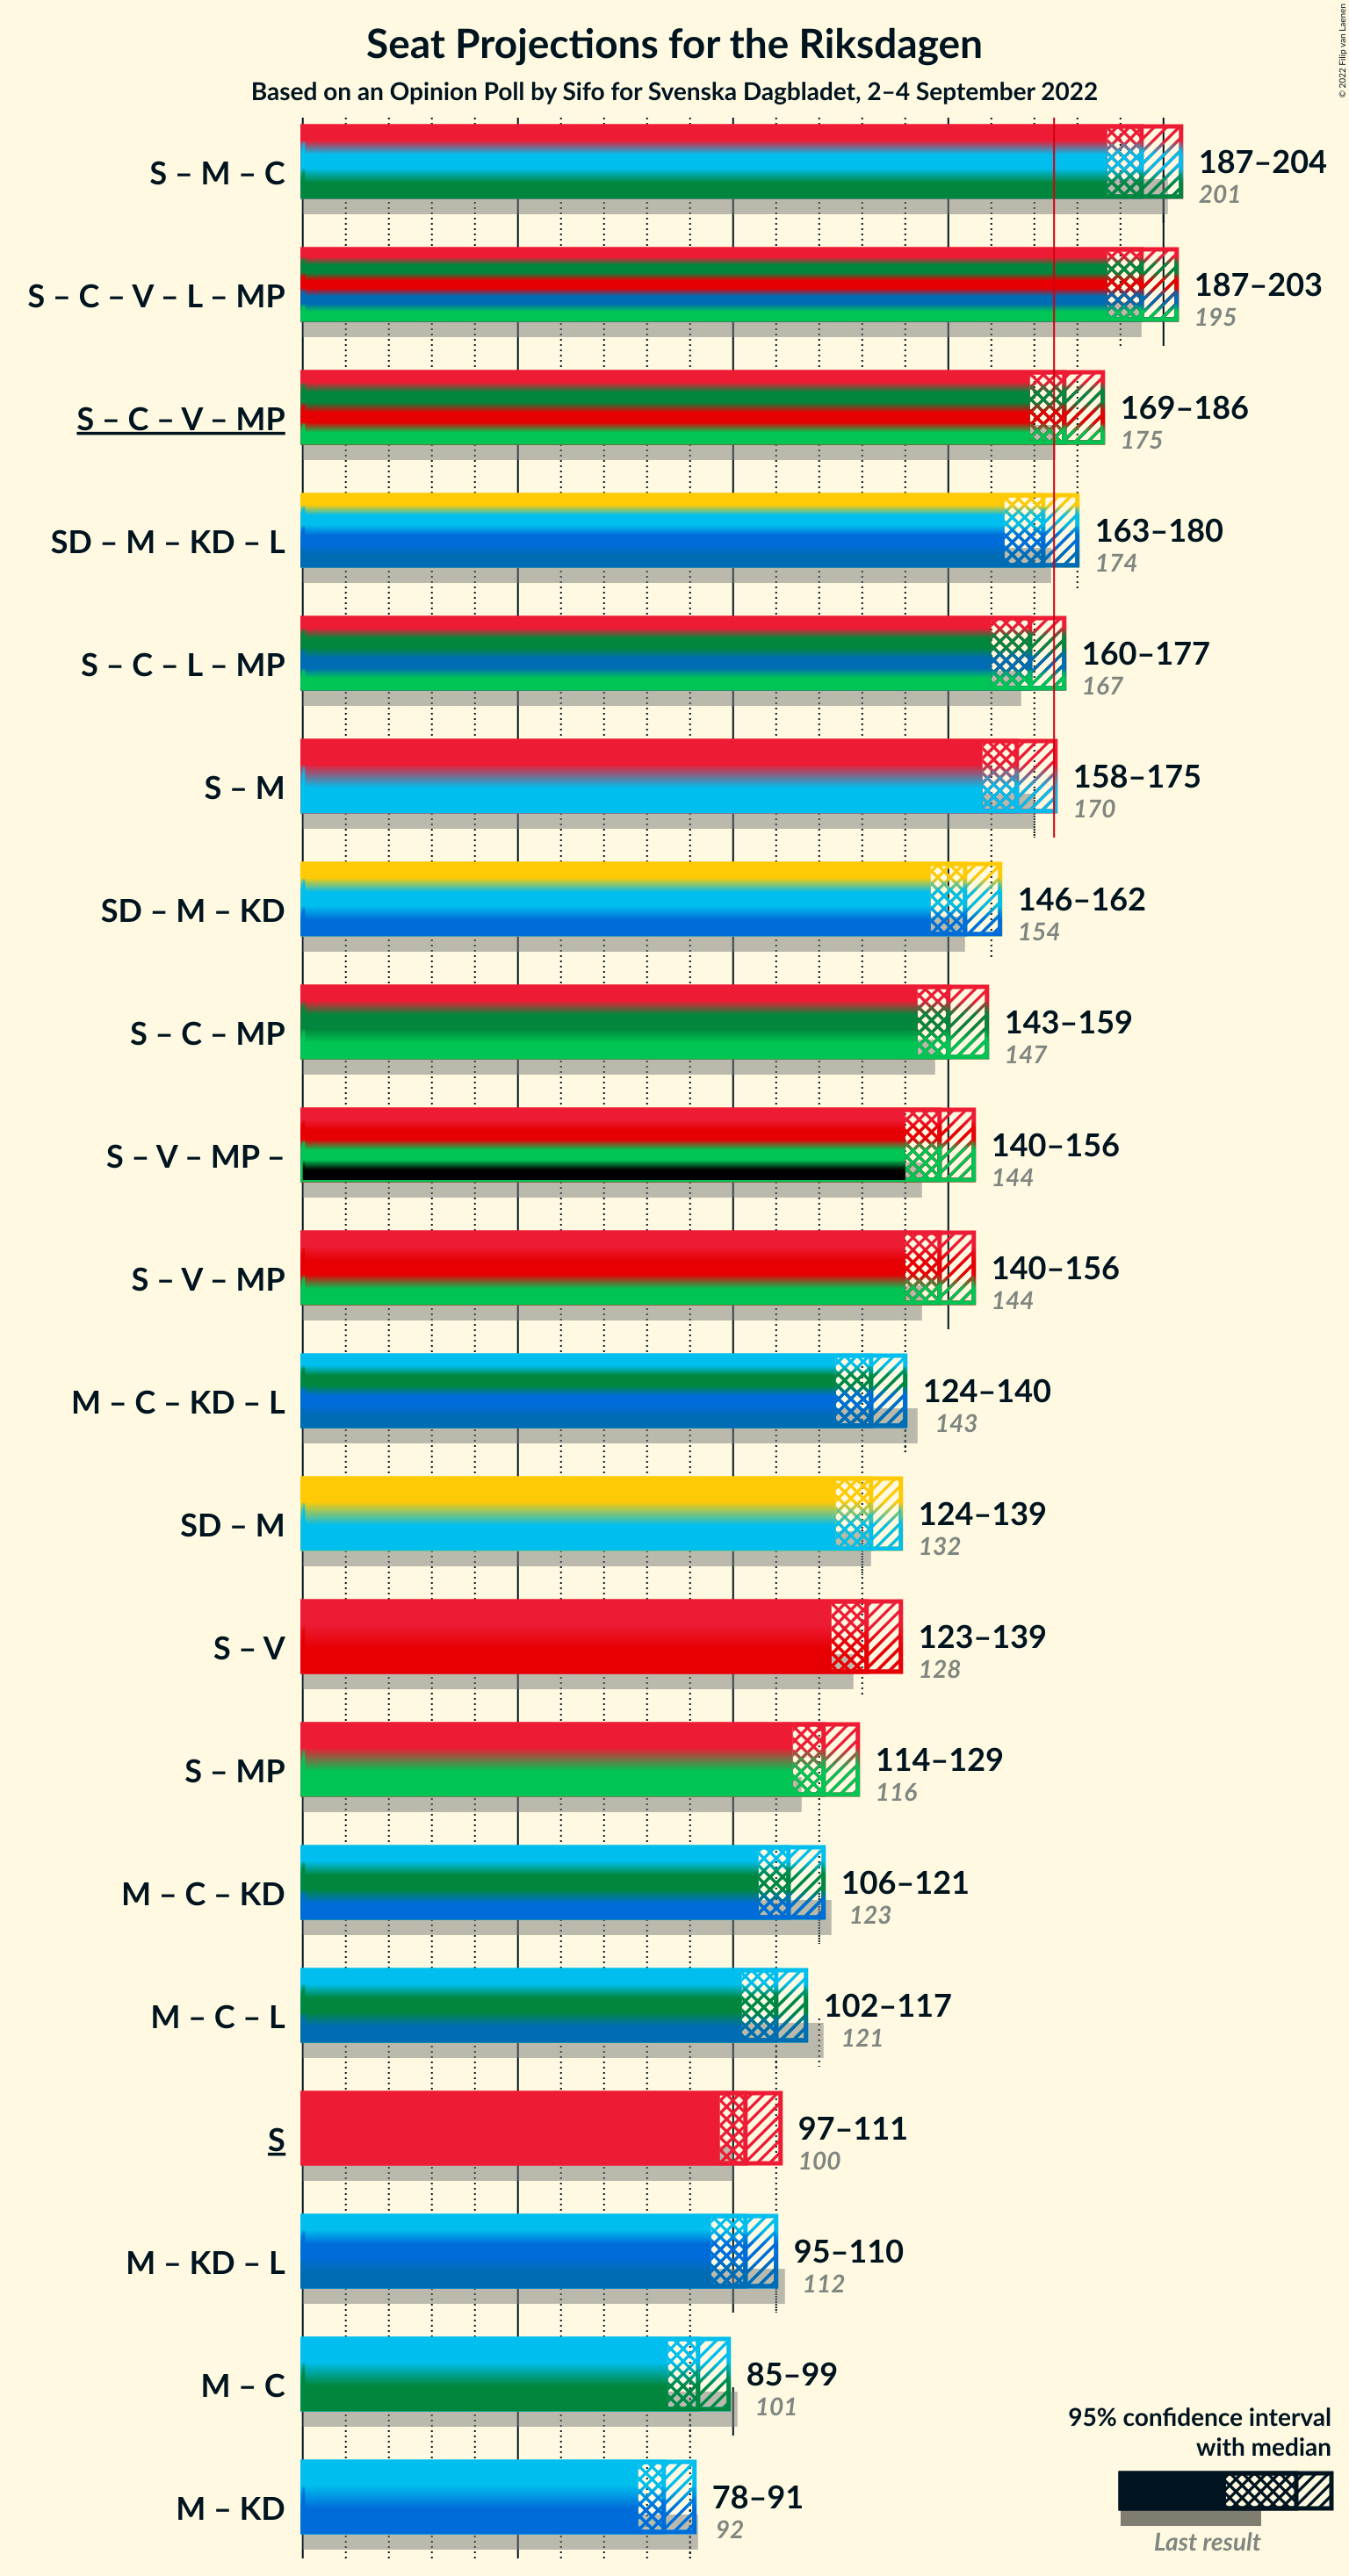 Seat Projections for the Riksdagen
Based on an Opinion Poll by Sifo for Svenska Dagbladet, 2–4 September 2022
© 2022 Filip van Laenen
S – M – C
187–204
201
S – C – V – L – MP
187–203
195
S – C – V – MP
169–186
175
SD – M – KD – L
163–180
174
S – C – L – MP
160–177
167
S – M
158–175
170
SD – M – KD
146–162
154
S – C – MP
143–159
147
S – V – MP –
140–156
144
S – V – MP
140–156
144
M – C – KD – L
124–140
143
SD – M
124–139
132
S – V
123–139
128
S – MP
114–129
116
M – C – KD
106–121
123
M – C – L
102–117
121
S
97–111
100
M – KD – L
95–110
112
M – C
85–99
101
M – KD
78–91
92
95% confidence interval
with median
Last result